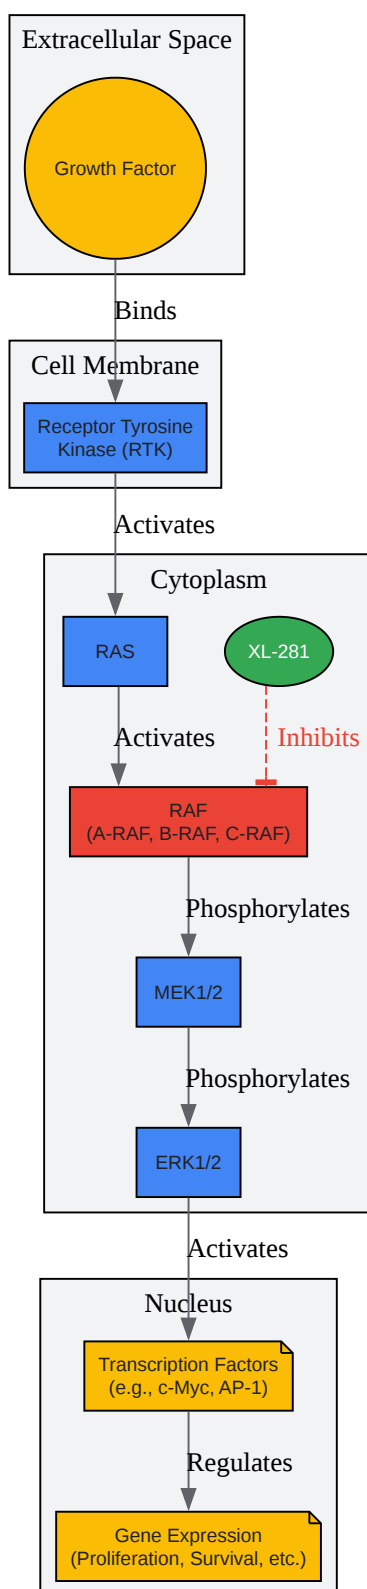 Extracellular Space
Growth Factor
Binds
Cell Membrane
Receptor Tyrosine
Kinase (RTK)
Activates
Cytoplasm
RAS
XL-281
Activates
Inhibits
RAF
(A-RAF, B-RAF, C-RAF)
Phosphorylates
MEK1/2
Phosphorylates
ERK1/2
Activates
Nucleus
Transcription Factors
(e.g., c-Myc, AP-1)
Regulates
Gene Expression
(Proliferation, Survival, etc.)